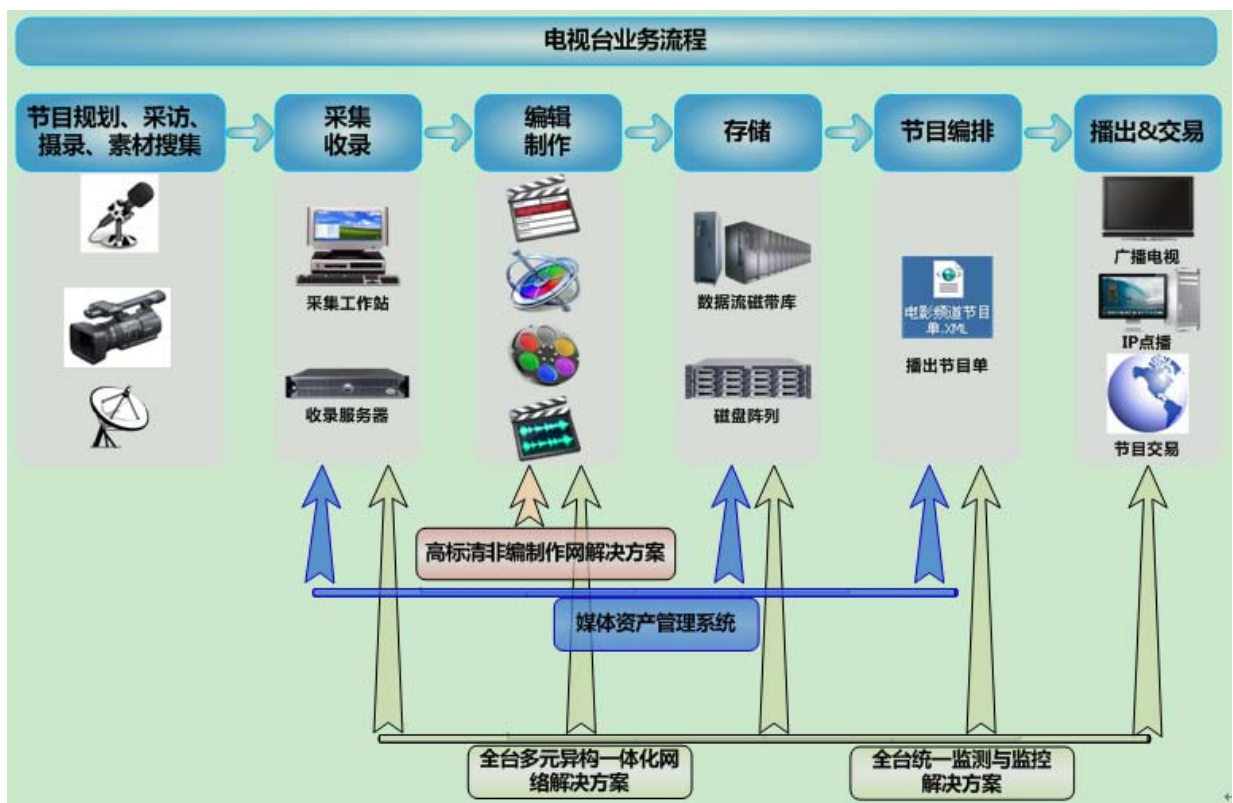 电视台业务流程
节目规划、采访、
摄录、素材搜集
采集
收录
编辑
制作
存储
节目编排
播出&交易
采集工作站
收录服务器
数据流磁带库
磁盘阵列
电影频道节目
单.XML
播出节目单
广播电视
IP点播
节目交易
高标清非编制作网解决方案
媒体资产管理系统
全台多元异构一体化网
络解决方案
全台统一监测与监控
解决方案